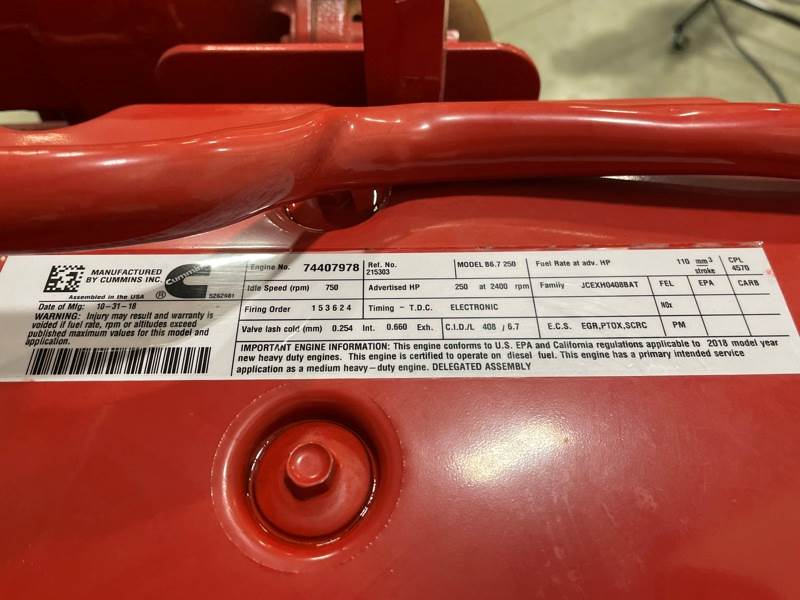 MANUFACTURED
BY CUMMINS INC.
Cummins
®
5262981
Assembled in the USA
Date of Mfg: 10-31-18
WARNING: Injury may result and warranty is
voided if fuel rate, rpm or altitudes exceed
published maximum values for this model and
application.
Engine No. 74407978
Ref. No.
215303
MODEL B6.7 250
Fuel Rate at adv. HP 110 mm³
stroke
CPL
4570
Idle Speed (rpm) 750
Advertised HP 250 at 2400 rpm
Family JCEXH0408BAT
FEL EPA CARB
Firing Order 1 5 3 6 2 4
Timing - T.D.C. ELECTRONIC
NOx
Valve lash cold (mm) 0.254 Int. 0.660 Exh.
C.I.D./L 408 / 6.7
E.C.S. EGR,PTOX,SCRC
PM
IMPORTANT ENGINE INFORMATION: This engine conforms to U.S. EPA and California regulations applicable to 2018 model year
new heavy duty engines. This engine is certified to operate on diesel fuel. This engine has a primary intended service
application as a medium heavy-duty engine. DELEGATED ASSEMBLY